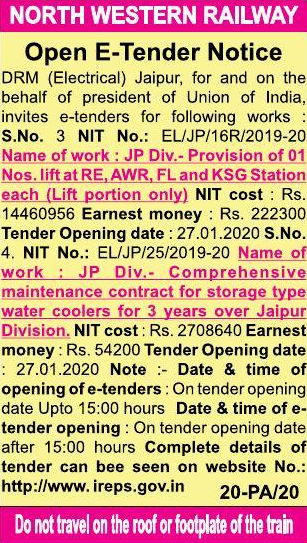 NORTH WESTERN RAILWAY
Open E-Tender Notice
DRM (Electrical) Jaipur, for and on the
behalf of president of Union of India,
invites e-tenders for following works :
S.No. 3 NIT No.: EL/JP/16R/2019-20
Name of work : JP Div.- Provision of 01
Nos. lift at RE, AWR, FL and KSG Station
each (Lift portion only) NIT cost : Rs.
14460956 Earnest money : Rs. 222300
Tender Opening date : 27.01.2020 S.No.
4. NIT No.: EL/JP/25/2019-20 Name of
work : JP Div.- Comprehensive
maintenance contract for storage type
water coolers for 3 years over Jaipur
Division. NIT cost : Rs. 2708640 Earnest
money : Rs. 54200 Tender Opening date
: 27.01.2020 Note :- Date & time of
opening of e-tenders : On tender opening
date Upto 15:00 hours Date & time of e-
tender opening : On tender opening date
after 15:00 hours Complete details of
tender can bee seen on website No.:
http://www. ireps.gov.in 20-PA/20
Do not travel on the roof or footplate of the train